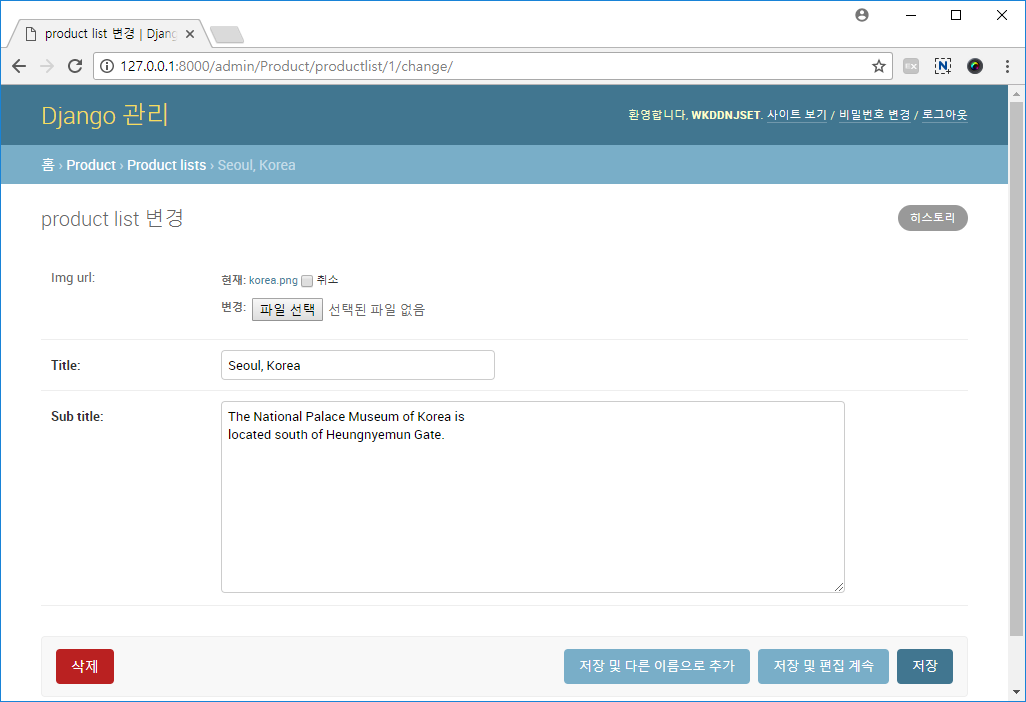 product list 변경 | Djang
127.0.0.1:8000/admin/Product/productlist/1/change/
Django 관리
환영합니다, WKDDNJSET. 사이트 보기 / 비밀번호 변경 / 로그아웃
홈 › Product › Product lists › Seoul, Korea
product list 변경
히스토리
Img url:
현재: korea.png 취소
변경: 파일 선택 선택된 파일 없음
Title:
Seoul, Korea
Sub title:
The National Palace Museum of Korea is
located south of Heungnyemun Gate.
삭제
저장 및 다른 이름으로 추가
저장 및 편집 계속
저장